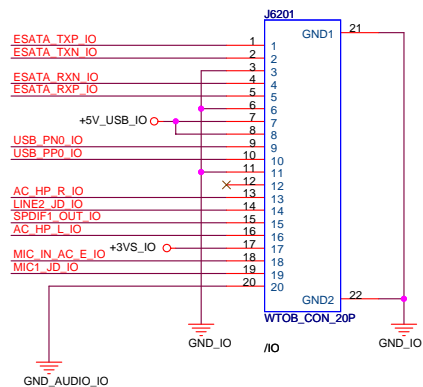 J6201
ESATA_TXP_IO 1 1 GND1 21
ESATA_TXN_IO 2 2
3 3
ESATA_RXN_IO 4 4
ESATA_RXP_IO 5 5
6 6
+5V_USB_IO 7 7
8 8
USB_PN0_IO 9 9
USB_PP0_IO 10 10
11 11
12 12
AC_HP_R_IO 13 13
LINE2_JD_IO 14 14
SPDIF1_OUT_IO 15 15
AC_HP_L_IO 16 16
+3VS_IO 17 17
MIC_IN_AC_E_IO 18 18
MIC1_JD_IO 19 19
20 20
GND2 22
WTOB_CON_20P
GND_IO
GND_IO
/IO
GND_AUDIO_IO